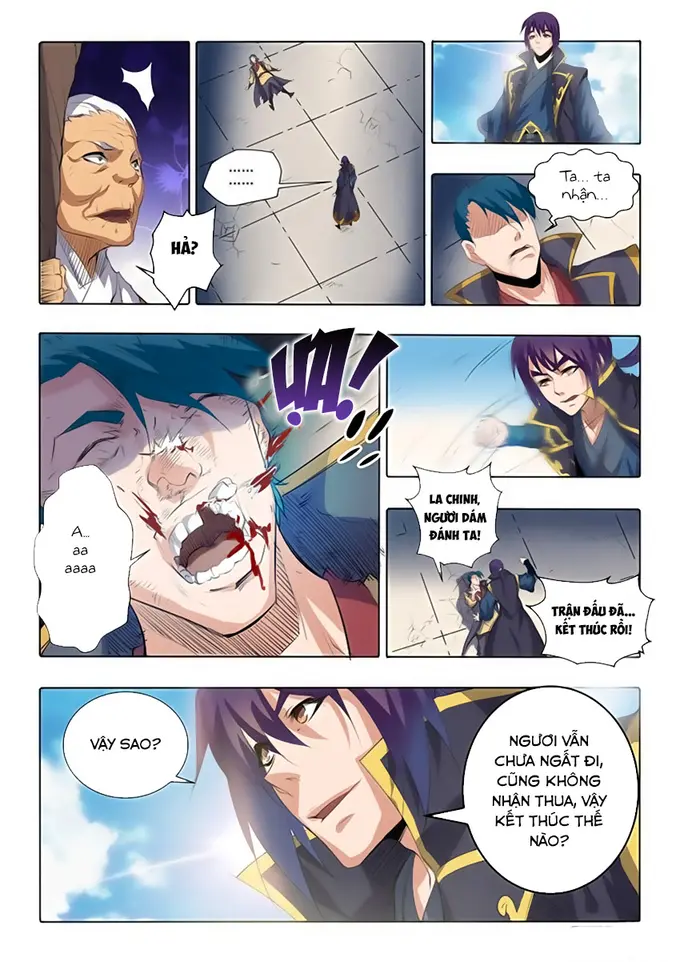 HẢ?
......
......
Ta... ta
nhận...
A...
aa
aaaa
ỤA!
LA CHINH,
NGƯƠI DÁM
ĐÁNH TA!
TRẬN ĐẤU ĐÃ...
KẾT THÚC RỒI!
VẬY SAO?
NGƯƠI VẪN
CHƯA NGẤT ĐI,
CŨNG KHÔNG
NHẬN THUA, VẬY
KẾT THÚC THẾ
NÀO?